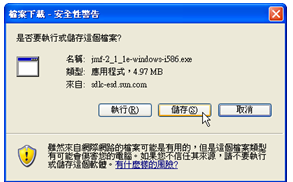 檔案下載 - 安全性警告
是否要執行或儲存這個檔案?
名稱: jmf-2_1_1e-windows-i586.exe
類型: 應用程式, 4.97 MB
來自: sdlc-esd.sun.com
執行(R)
儲存(S)
取消
雖然來自網際網路的檔案可能是有用的,但是這個檔案類型
有可能會傷害您的電腦。如果您不信任其來源,請不要執行
或儲存這個軟體。有什麼樣的風險?